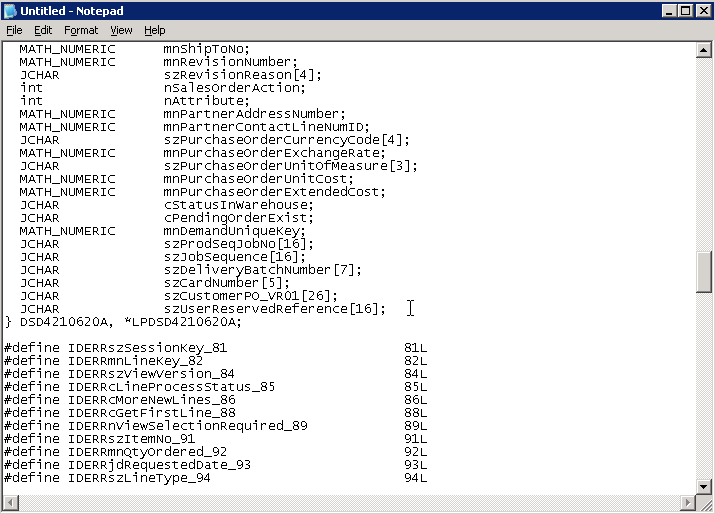 Untitled - Notepad
File Edit Format View Help
MATH_NUMERIC mnShipToNo;
MATH_NUMERIC mnRevisionNumber;
JCHAR szRevisionReason[4];
int nSalesOrderAction;
int nAttribute;
MATH_NUMERIC mnPartnerAddressNumber;
MATH_NUMERIC mnPartnerContactLineNumID;
JCHAR szPurchaseOrderCurrencyCode[4];
MATH_NUMERIC mnPurchaseOrderExchangeRate;
JCHAR szPurchaseOrderUnitOfMeasure[3];
MATH_NUMERIC mnPurchaseOrderUnitCost;
MATH_NUMERIC mnPurchaseOrderExtendedCost;
JCHAR cStatusInWarehouse;
JCHAR cPendingOrderExist;
MATH_NUMERIC mnDemandUniqueKey;
JCHAR szProdSeqJobNo[16];
JCHAR szJobSequence[16];
JCHAR szDeliveryBatchNumber[7];
JCHAR szCardNumber[5];
JCHAR szCustomerPO_VR01[26];
JCHAR szUserReservedReference[16];
} DSD4210620A, *LPDSD4210620A;
#define IDERRszSessionKey_81 81L
#define IDERRmnLineKey_82 82L
#define IDERRszViewVersion_84 84L
#define IDERRcLineProcessStatus_85 85L
#define IDERRcMoreNewLines_86 86L
#define IDERRcGetFirstLine_88 88L
#define IDERRnViewSelectionRequired_89 89L
#define IDERRszItemNo_91 91L
#define IDERRmnQtyOrdered_92 92L
#define IDERRjdRequestedDate_93 93L
#define IDERRszLineType_94 94L